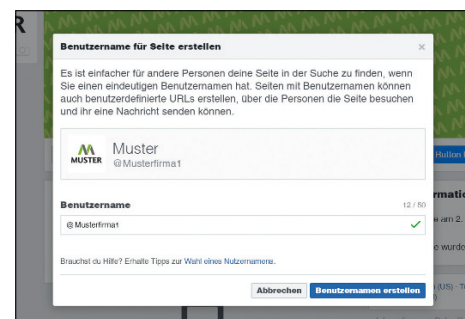 R
Benutzername für Seite erstellen
×
Es ist einfacher für andere Personen deine Seite in der Suche zu finden, wenn
Sie einen eindeutigen Benutzernamen hat. Seiten mit Benutzernamen können
auch benutzerdefinierte URLs erstellen, über die Personen die Seite besuchen
und ihr eine Nachricht senden können.
MUSTER
Muster
@Musterfirma1
Button
Benutzername
12 / 50
@ Musterfirma1
am 2.
wurde
Brauchst du Hilfe? Erhalte Tipps zur Wahl eines Nutzernamens.
Abbrechen
Benutzernamen erstellen
(US)